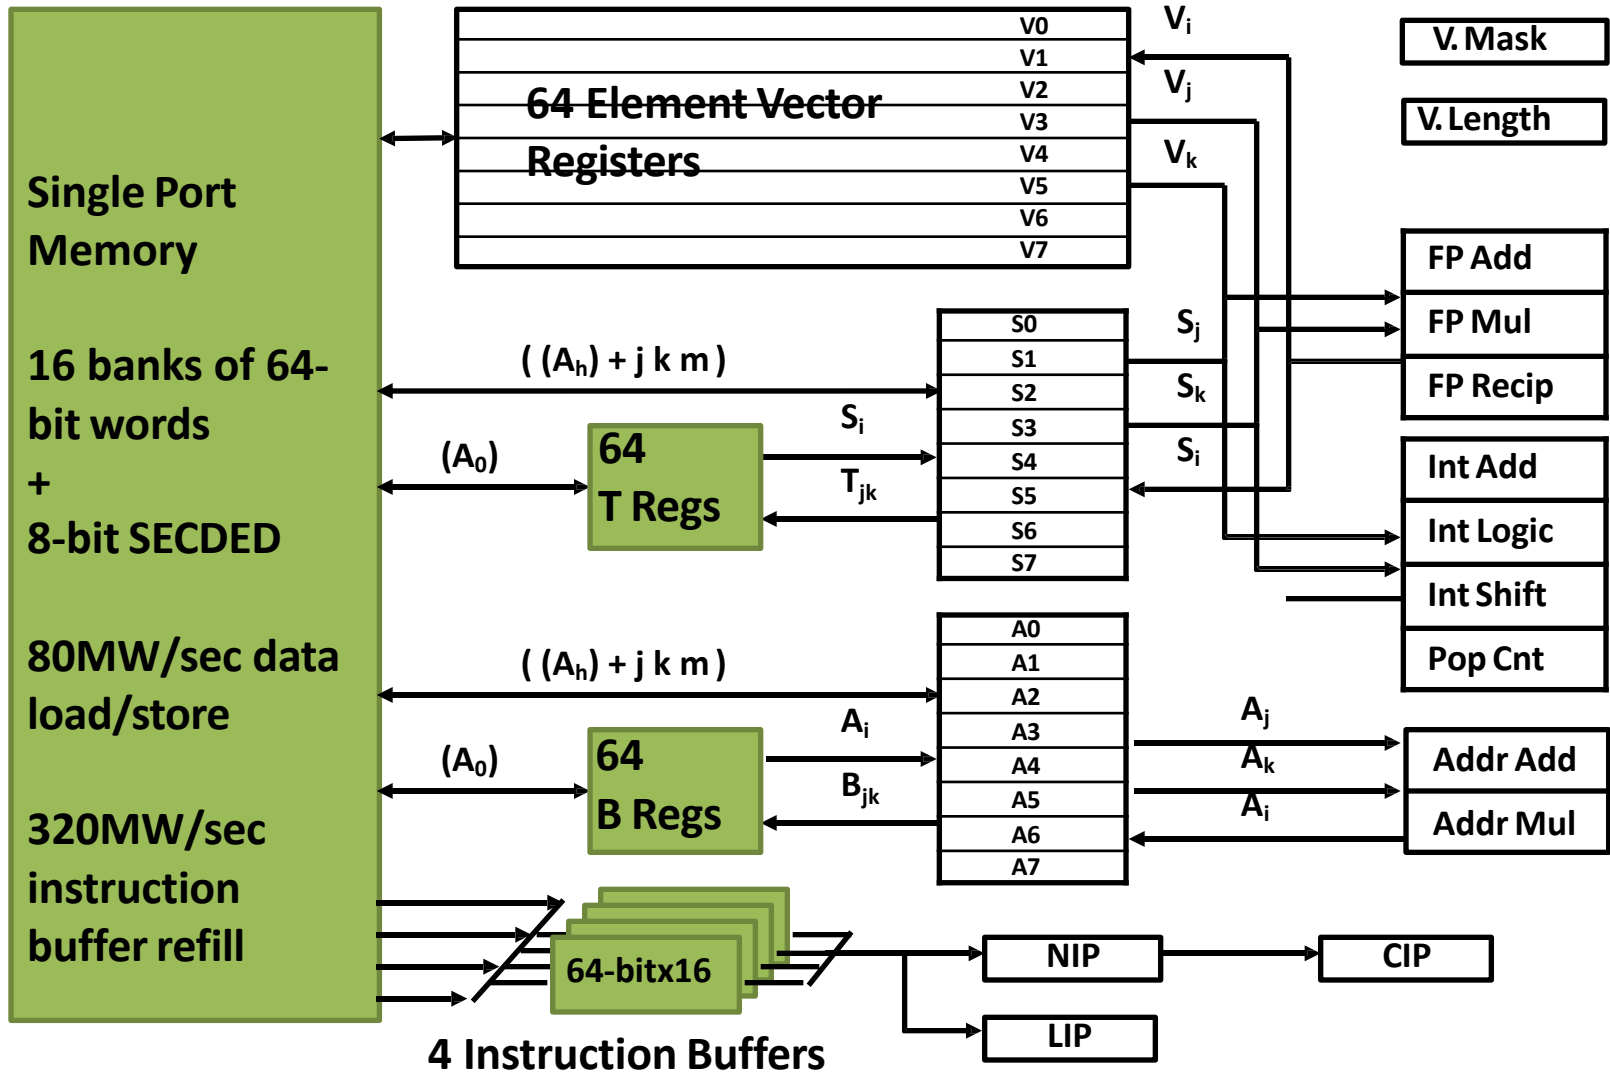 Single Port
Memory
16 banks of 64-
bit words
+
8-bit SECDED
80MW/sec data
load/store
320MW/sec
instruction
buffer refill
64 Element Vector
Registers
V0
V1
V2
V3
V4
V5
V6
V7
Vi
Vj
Vk
V. Mask
V. Length
FP Add
FP Mul
FP Recip
Int Add
Int Logic
Int Shift
Pop Cnt
( (Ah) + j k m )
(A0)
64
T Regs
Si
Tjk
S0
S1
S2
S3
S4
S5
S6
S7
Sj
Sk
Si
( (Ah) + j k m )
(A0)
64
B Regs
Ai
Bjk
A0
A1
A2
A3
A4
A5
A6
A7
Aj
Ak
Ai
Addr Add
Addr Mul
64-bitx16
4 Instruction Buffers
NIP
CIP
LIP